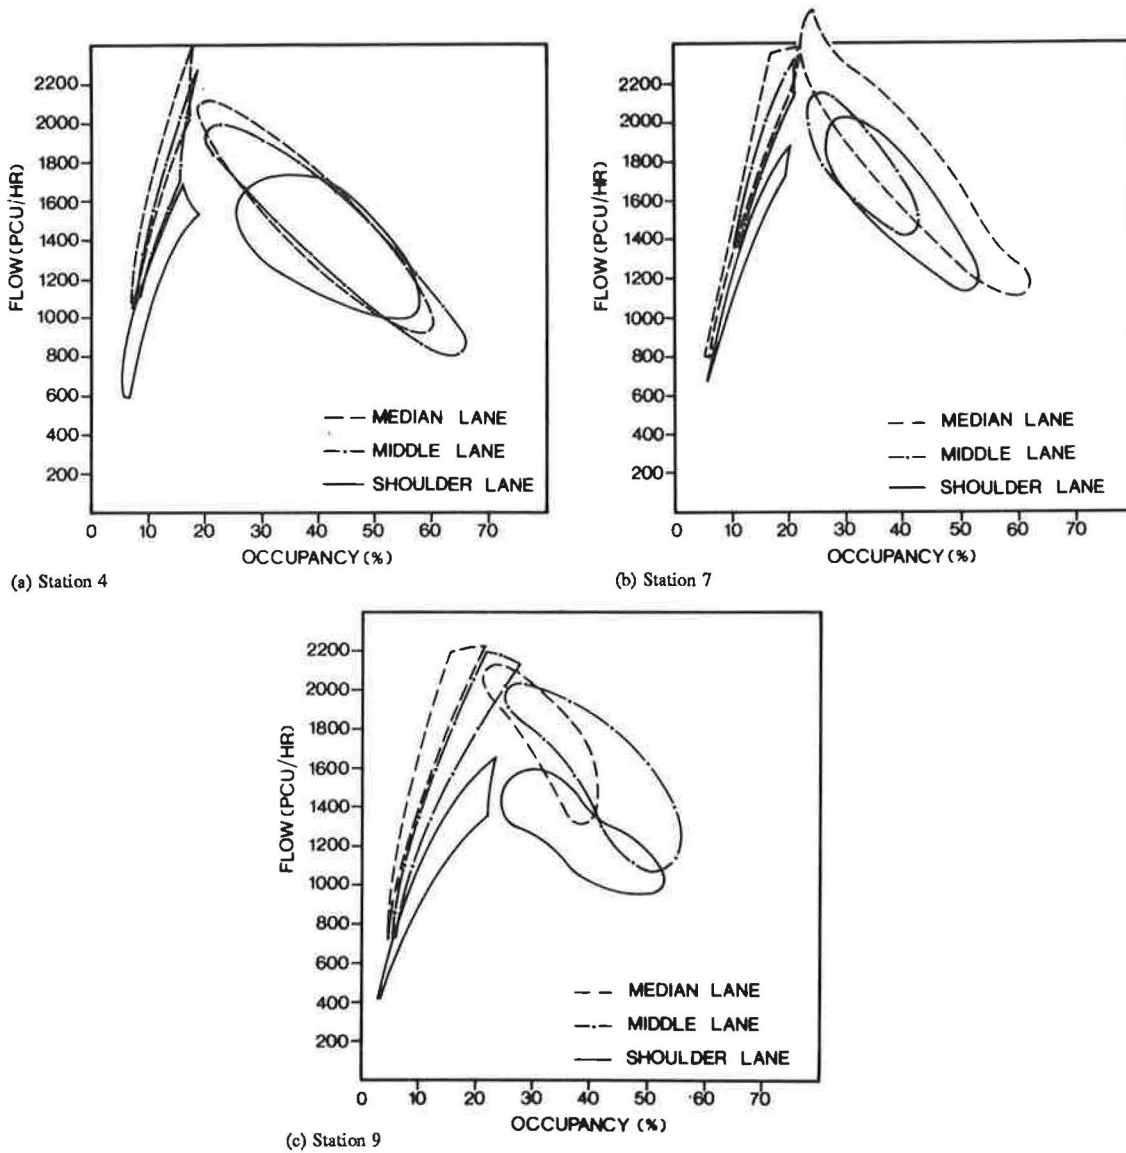 2200
2000
1800
1600
1400
1200
1000
800
600
400
200
FLOW (PCU/HR)
MEDIAN LANE
MIDDLE LANE
SHOULDER LANE
0 10 20 30 40 50 60 70
OCCUPANCY (%)
(a) Station 4
2200
2000
1800
1600
1400
1200
1000
800
600
400
200
FLOW (PCU/HR)
MEDIAN LANE
MIDDLE LANE
SHOULDER LANE
0 10 20 30 40 50 60 70
OCCUPANCY (%)
(b) Station 7
2200
2000
1800
1600
1400
1200
1000
800
600
400
200
FLOW (PCU/HR)
MEDIAN LANE
MIDDLE LANE
SHOULDER LANE
0 10 20 30 40 50 60 70
OCCUPANCY (%)
(c) Station 9